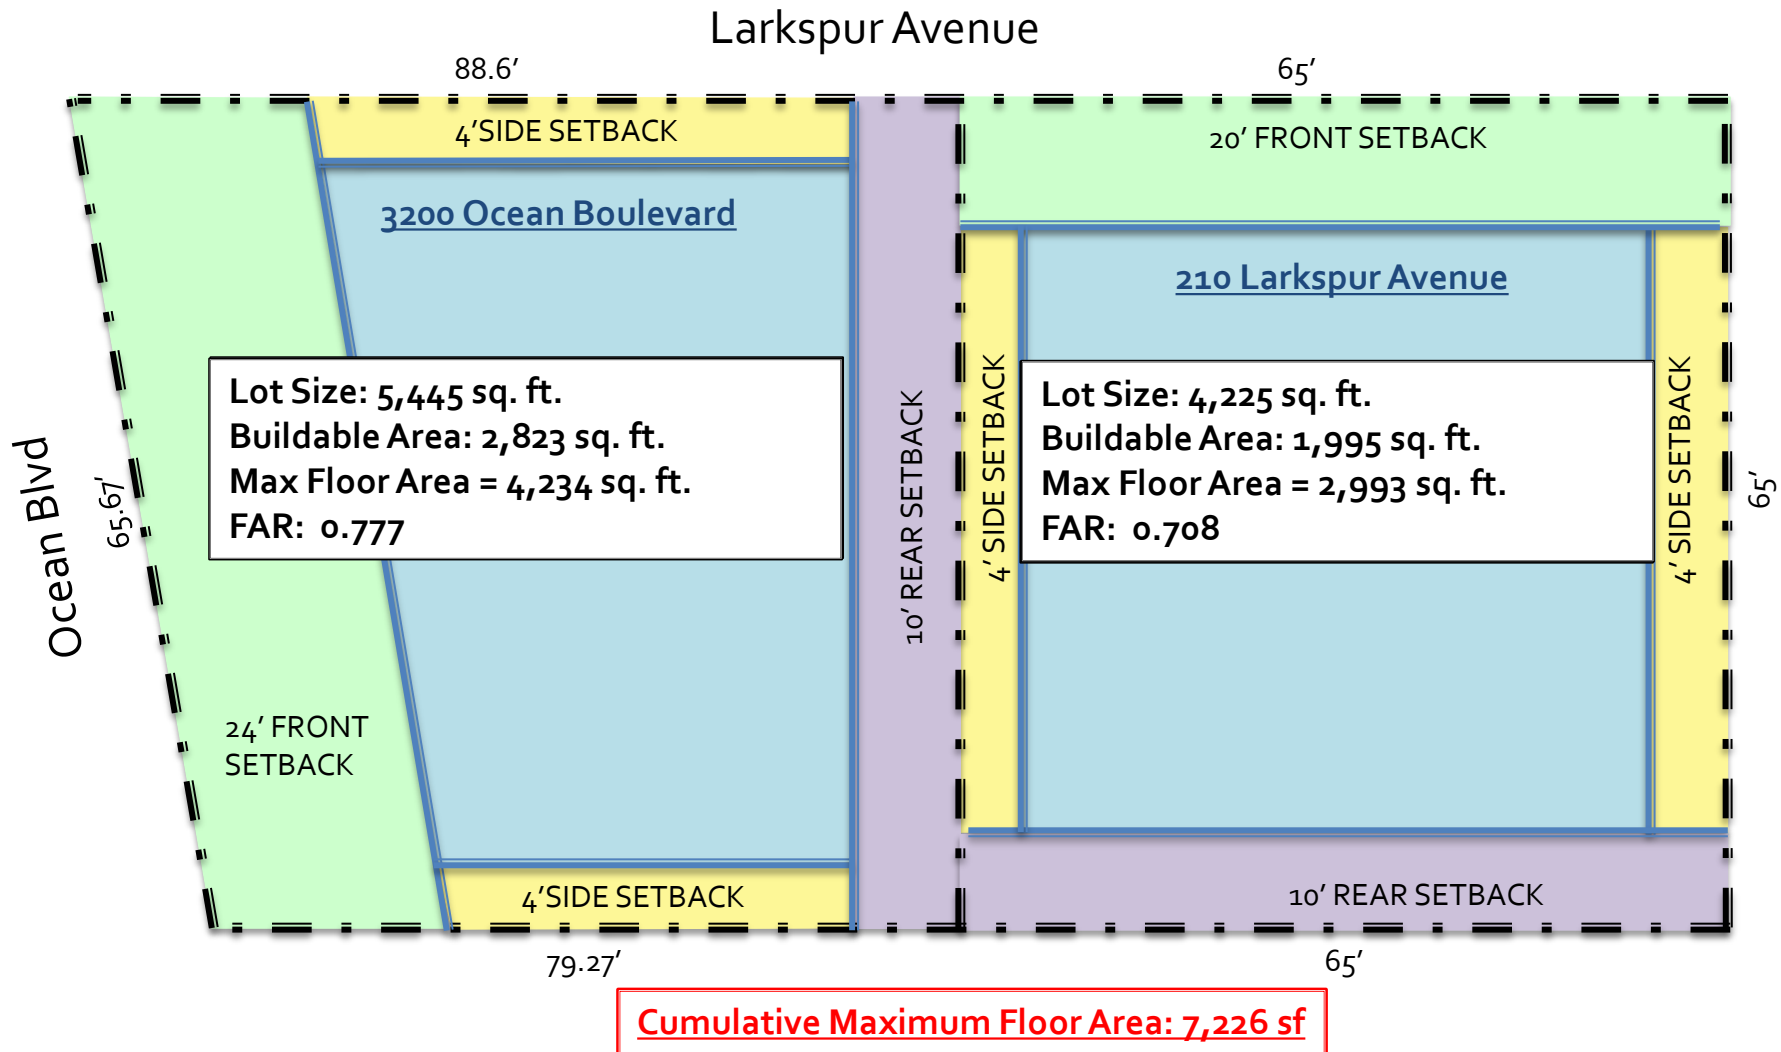 Larkspur Avenue
88.6'
65'
4'SIDE SETBACK
20' FRONT SETBACK
3200 Ocean Boulevard
210 Larkspur Avenue
Lot Size: 5,445 sq. ft.
Buildable Area: 2,823 sq. ft.
Max Floor Area = 4,234 sq. ft.
FAR: 0.777
Lot Size: 4,225 sq. ft.
Buildable Area: 1,995 sq. ft.
Max Floor Area = 2,993 sq. ft.
FAR: 0.708
Ocean Blvd
65.67'
10' REAR SETBACK
4' SIDE SETBACK
4' SIDE SETBACK
65'
24' FRONT
SETBACK
4'SIDE SETBACK
10' REAR SETBACK
79.27'
65'
Cumulative Maximum Floor Area: 7,226 sf